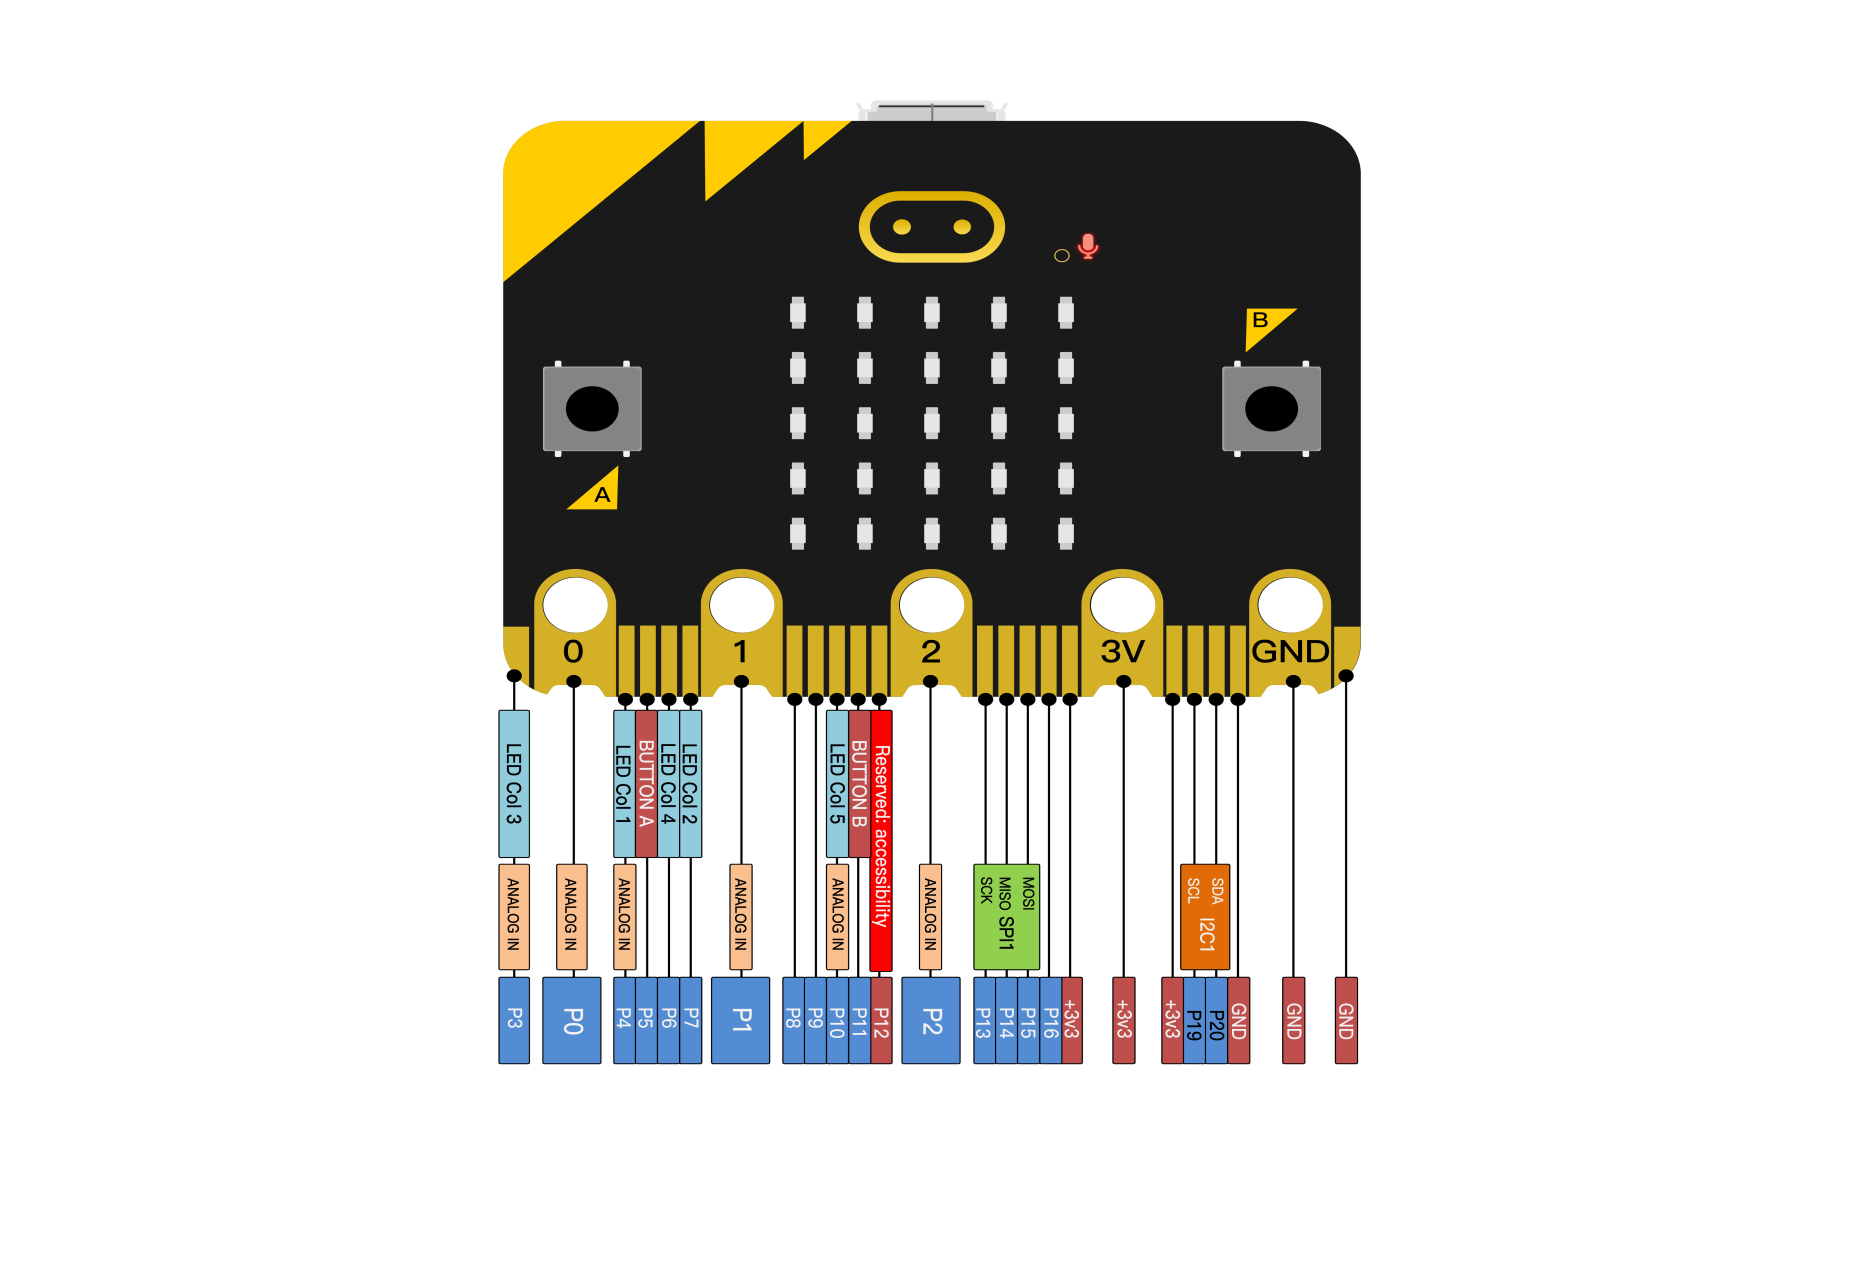 B
A
0
1
2
3V
GND
LED Col 3
LED Col 1
BUTTON A
LED Col 4
LED Col 2
LED Col 5
BUTTON B
Reserved: accessibility
ANALOG IN
ANALOG IN
ANALOG IN
ANALOG IN
ANALOG IN
ANALOG IN
SCK
MISO
MOSI
SPI1
SCL
SDA
I2C1
P3
P0
P4
P5
P6
P7
P1
P8
P9
P10
P11
P12
P2
P13
P14
P15
P16
+3v3
+3v3
+3v3
P19
P20
GND
GND
GND